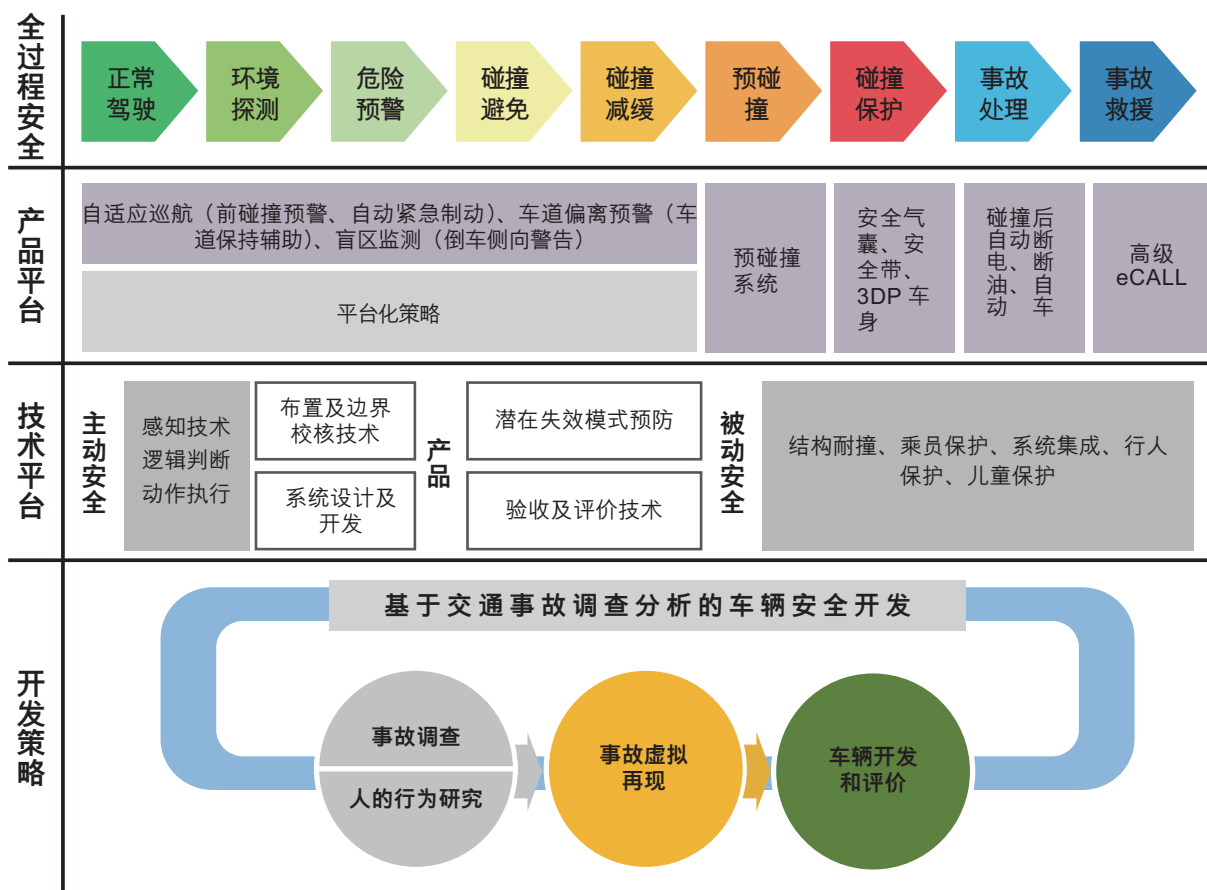 全过程安全
正常
驾驶
环境
探测
危险
预警
碰撞
避免
碰撞
减缓
预碰
撞
碰撞
保护
事故
处理
事故
救援
产品平台
自适应巡航（前碰撞预警、自动紧急制动）、车道偏离预警（车
道保持辅助）、盲区监测（倒车侧向警告）
平台化策略
预碰撞
系统
安全气
囊、安
全带、
3DP 车
身
碰撞后
自动断
电、断
油、自
动 车
高级
eCALL
技术平台
主动安全
感知技术
逻辑判断
动作执行
布置及边界
校核技术
系统设计及
开发
产品
潜在失效模式预防
验收及评价技术
被动安全
结构耐撞、乘员保护、系统集成、行人
保护、儿童保护
开发策略
基于交通事故调查分析的车辆安全开发
事故调查
人的行为研究
事故虚拟
再现
车辆开发
和评价